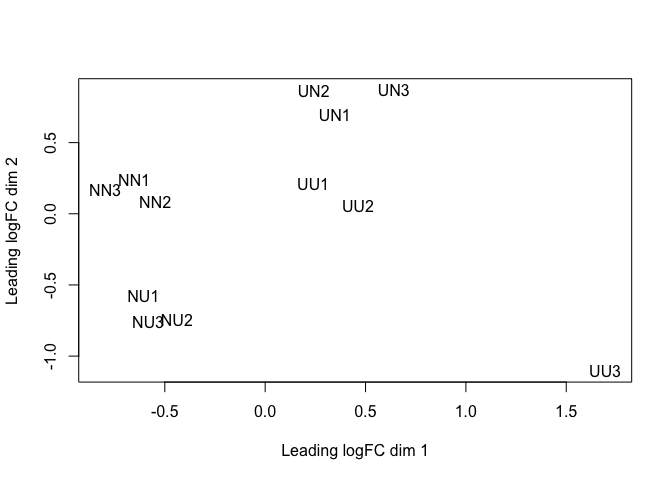 UN2
UN3
UN1
NN1
NN3
NN2
UU1
UU2
NU1
NU3
NU2
UU3
0.5
0.0
-0.5
-1.0
Leading logFC dim 2
-0.5 0.0 0.5 1.0 1.5
Leading logFC dim 1